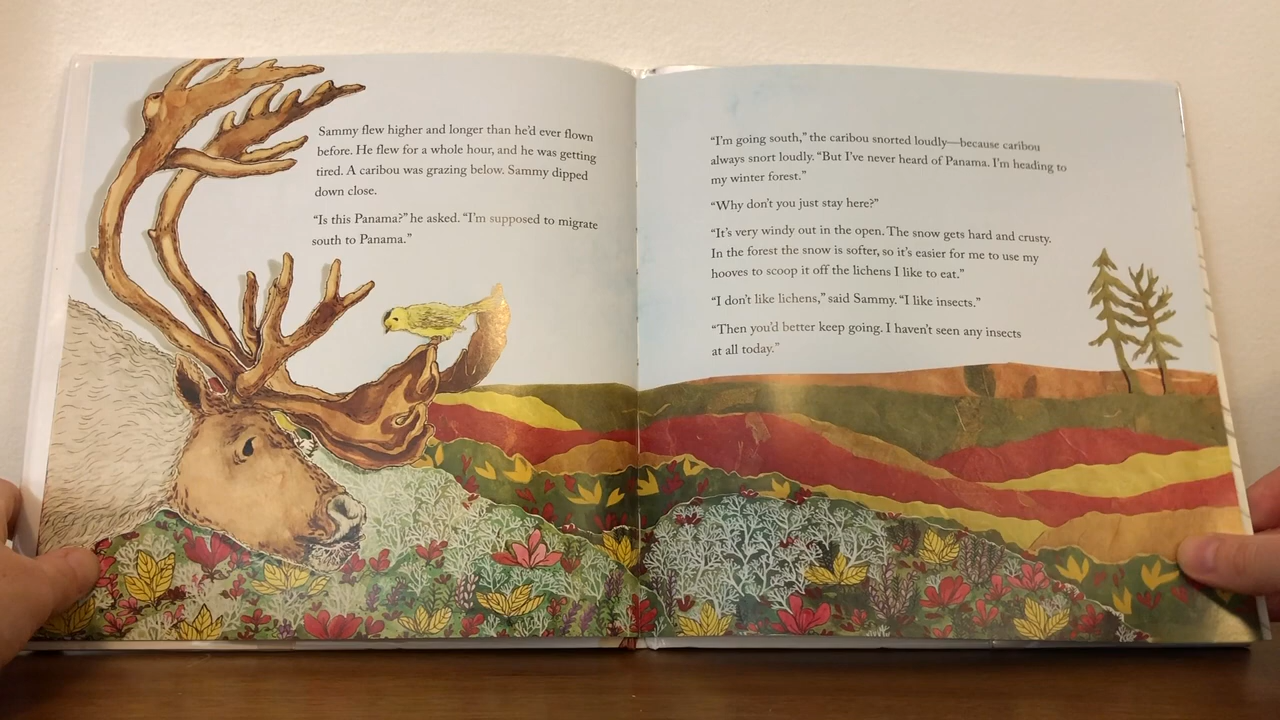 Sammy flew higher and longer than he'd ever flown
before. He flew for a whole hour, and he was getting
tired. A caribou was grazing below. Sammy dipped
down close.
“Is this Panama?” he asked. “I'm supposed to migrate
south to Panama.”
“I'm going south,” the caribou snorted loudly—because caribou
always snort loudly. “But I've never heard of Panama. I'm heading to
my winter forest.”
“Why don't you just stay here?”
“It's very windy out in the open. The snow gets hard and crusty.
In the forest the snow is softer, so it's easier for me to use my
hooves to scoop it off the lichens I like to eat.”
“I don't like lichens,” said Sammy. “I like insects.”
“Then you'd better keep going. I haven't seen any insects
at all today.”